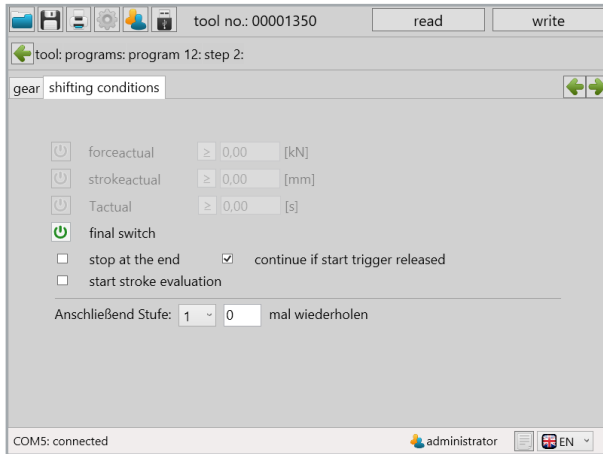 tool no.: 00001350 read write
tool: programs: program 12: step 2:
gear shifting conditions
forceactual ≥ 0,00 [kN]
strokeactual ≥ 0,00 [mm]
Tactual ≥ 0,00 [s]
final switch
stop at the end continue if start trigger released
start stroke evaluation
Anschließend Stufe: 1 0 mal wiederholen
COM5: connected administrator EN